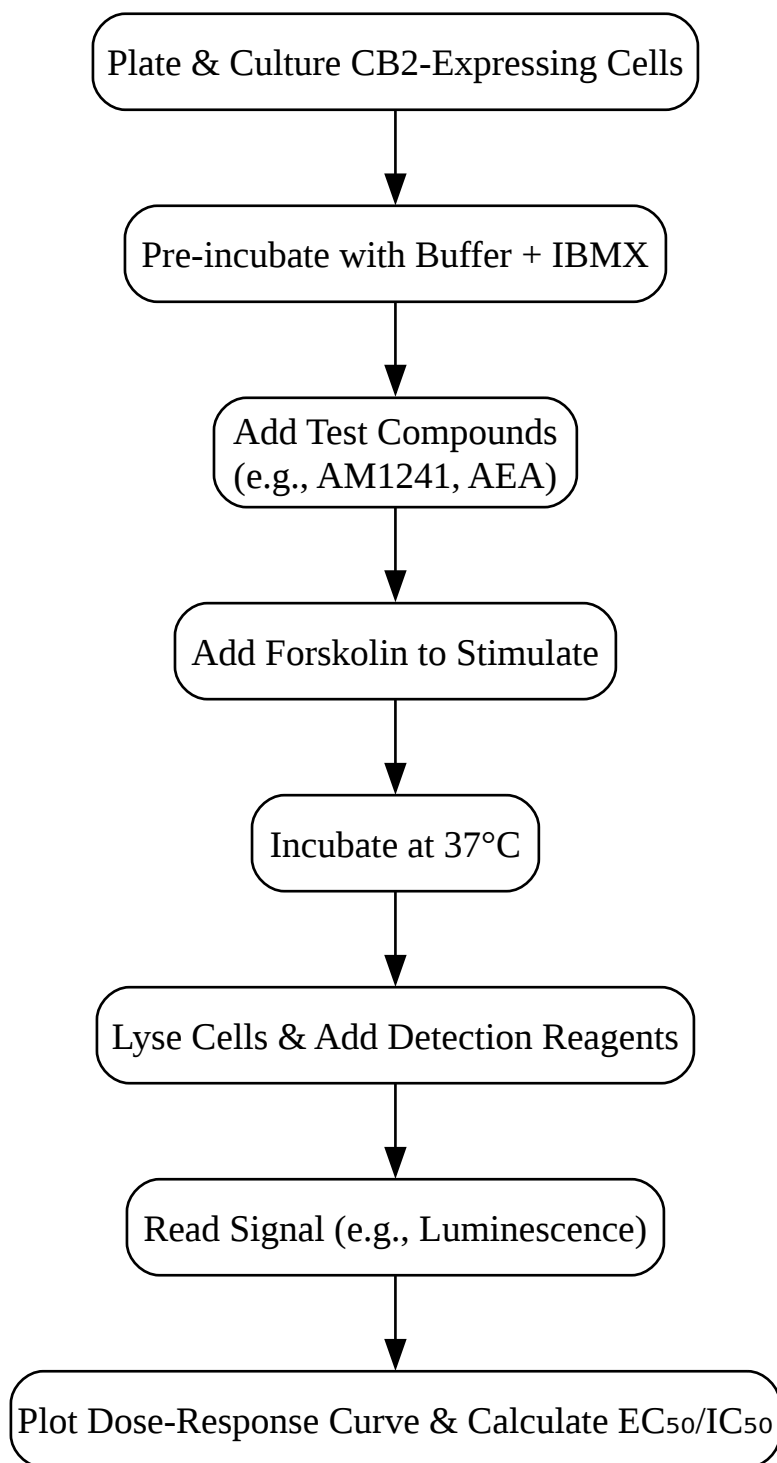 Plate & Culture CB2-Expressing Cells
Pre-incubate with Buffer + IBMX
Add Test Compounds
(e.g., AM1241, AEA)
Add Forskolin to Stimulate
Incubate at 37°C
Lyse Cells & Add Detection Reagents
Read Signal (e.g., Luminescence)
Plot Dose-Response Curve & Calculate EC₅₀/IC₅₀